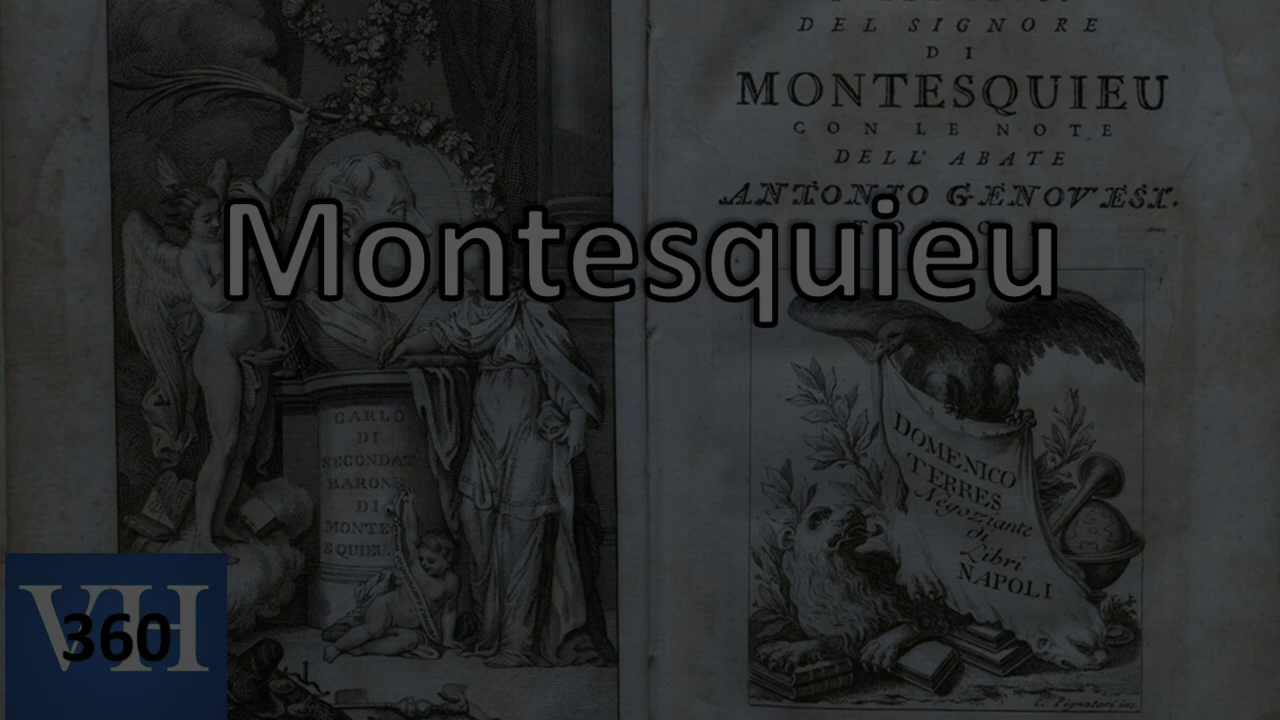 DEL SIGNORE
DI
MONTESQUIEU
CON LE NOTE
DELL' ABATE
ANTONIO GENOVESI.
Montesquieu
CARLO
DI
SECONDAT
BARONE
DI
MONTE-
SQUIEU
DOMENICO
TERRES
Negoziante
di
Libri
NAPOLI
VH
360